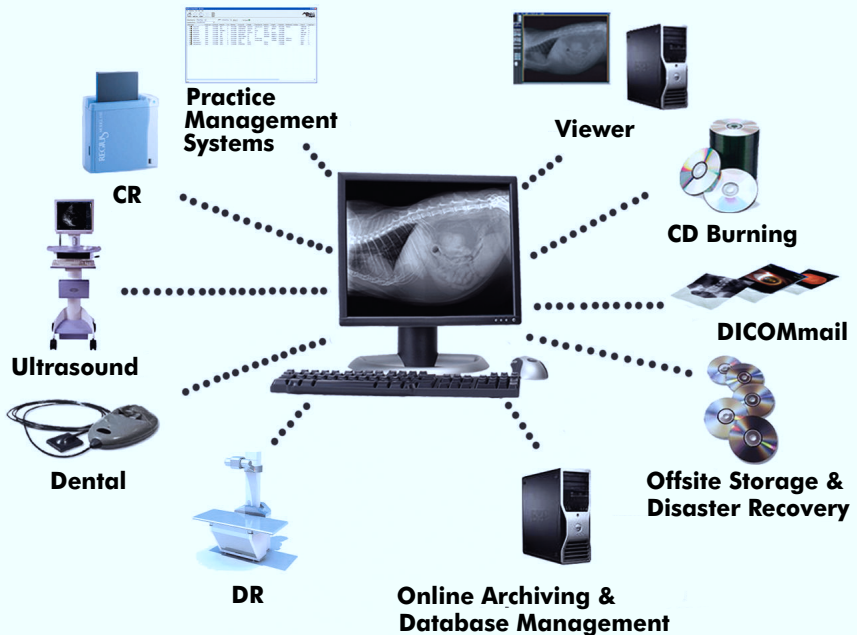 Practice
Management
Systems
Viewer
CR
REGIUS
CD Burning
DICOMmail
Ultrasound
Dental
Offsite Storage &
Disaster Recovery
DR
Online Archiving &
Database Management